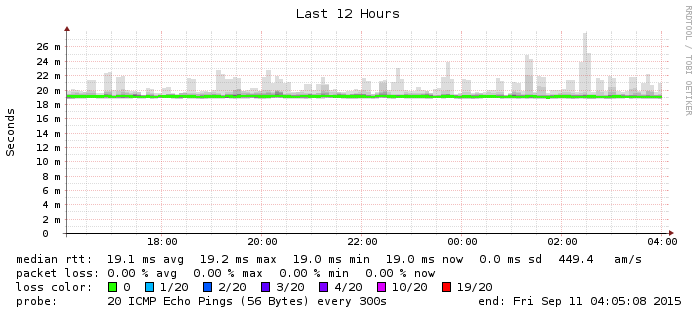 Last 12 Hours
RRDTOOL / TOBI OETIKER
Seconds
26 m
24 m
22 m
20 m
18 m
16 m
14 m
12 m
10 m
8 m
6 m
4 m
2 m
0
18:00 20:00 22:00 00:00 02:00 04:00
median rtt: 19.1 ms avg 19.2 ms max 19.0 ms min 19.0 ms now 0.0 ms sd 449.4 am/s
packet loss: 0.00 % avg 0.00 % max 0.00 % min 0.00 % now
loss color: 0 1/20 2/20 3/20 4/20 10/20 19/20
probe: 20 ICMP Echo Pings (56 Bytes) every 300s end: Fri Sep 11 04:05:08 2015